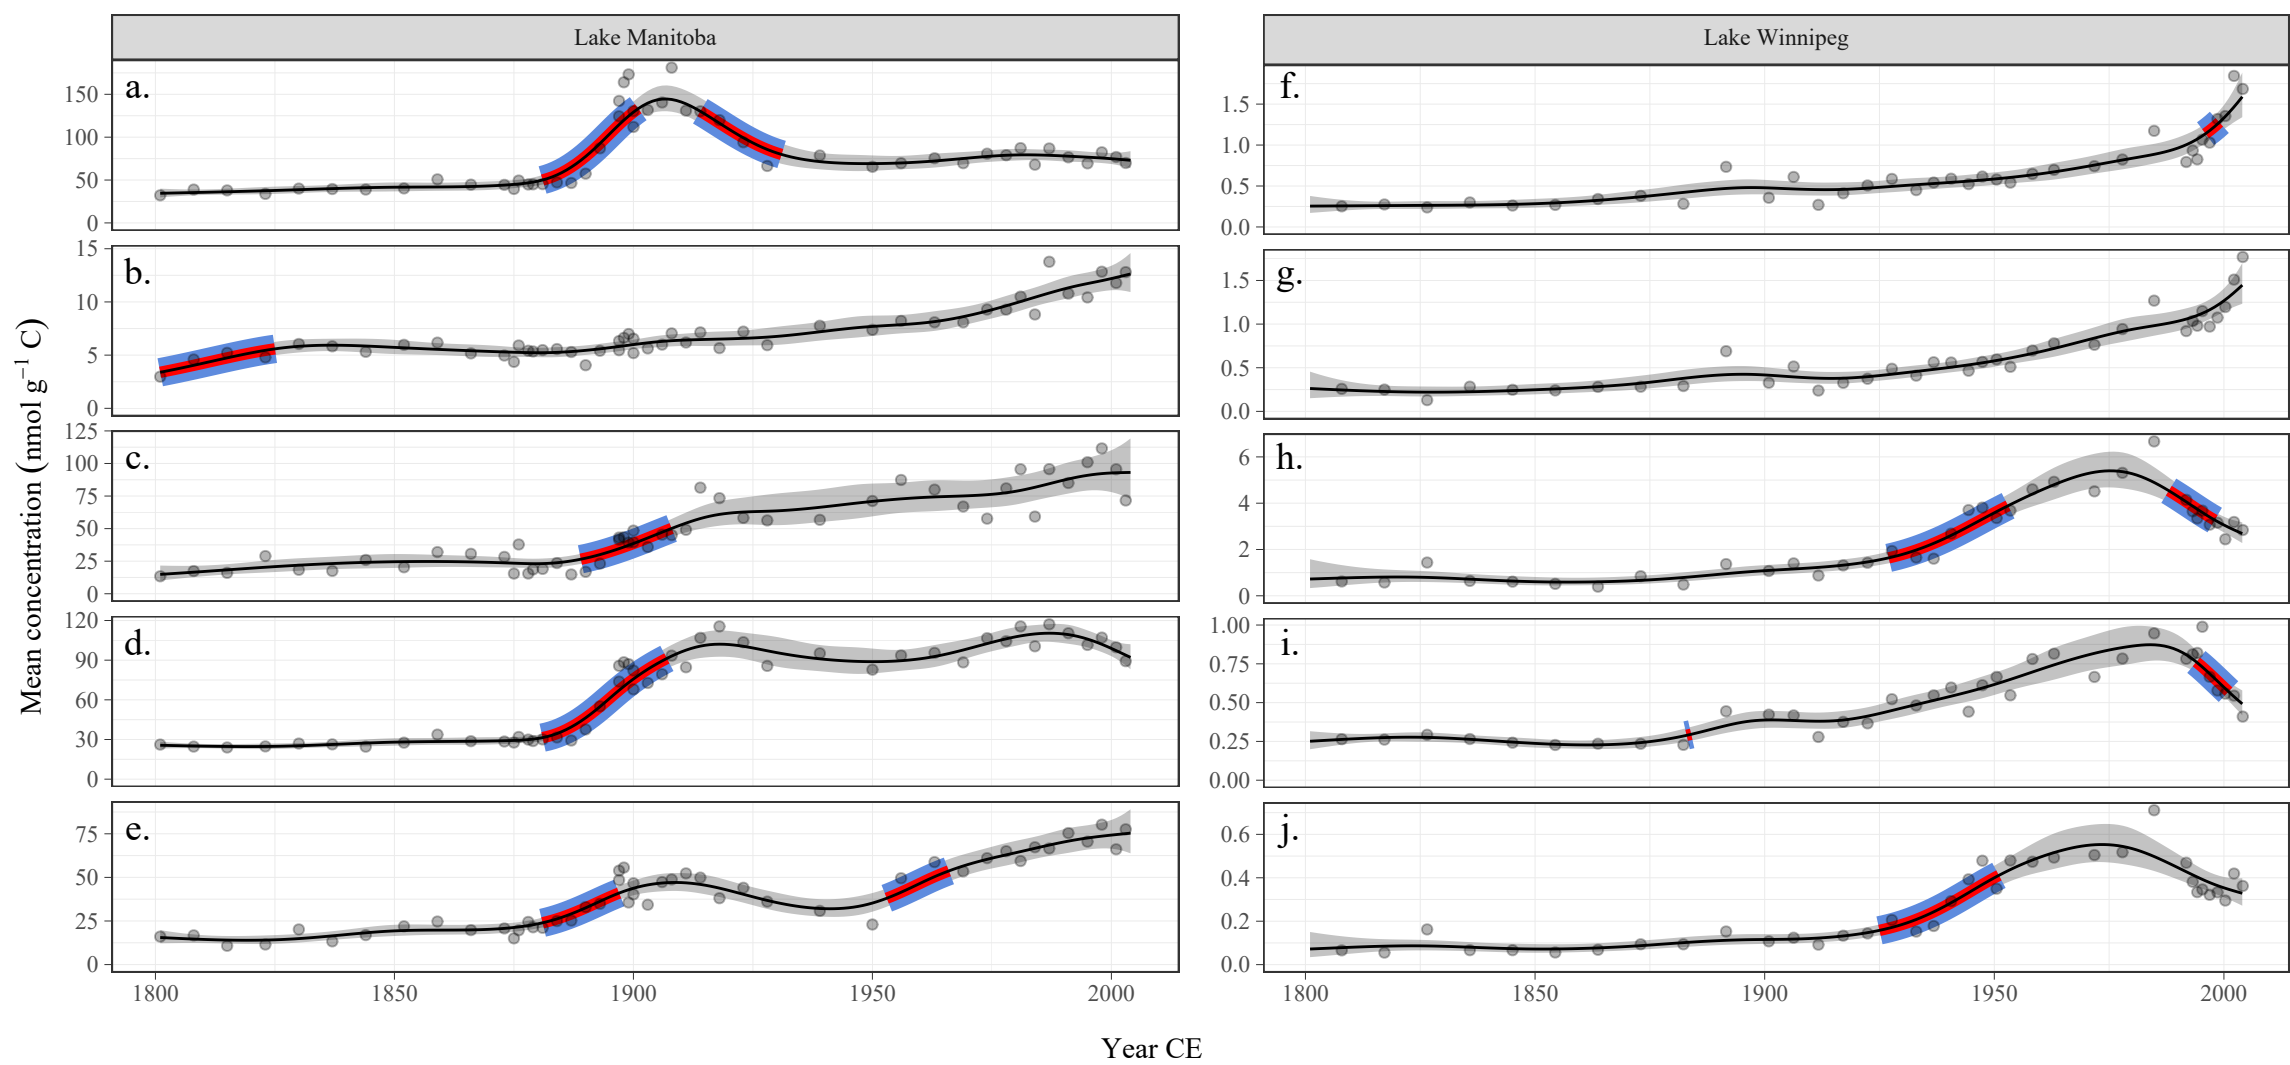 Lake Manitoba
Lake Winnipeg
Mean concentration (nmol g⁻¹ C)
a.
150
100
50
0
b.
15
10
5
0
c.
125
100
75
50
25
0
d.
120
90
60
30
0
e.
75
50
25
0
1800 1850 1900 1950 2000
f.
1.5
1.0
0.5
0.0
g.
1.5
1.0
0.5
0.0
h.
6
4
2
0
i.
1.00
0.75
0.50
0.25
0.00
j.
0.6
0.4
0.2
0.0
1800 1850 1900 1950 2000
Year CE